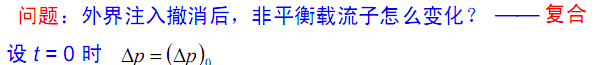 问题：外界注入撤消后，非平衡载流子怎么变化？ —— 复合
设 t = 0 时 Δp = (Δp)₀